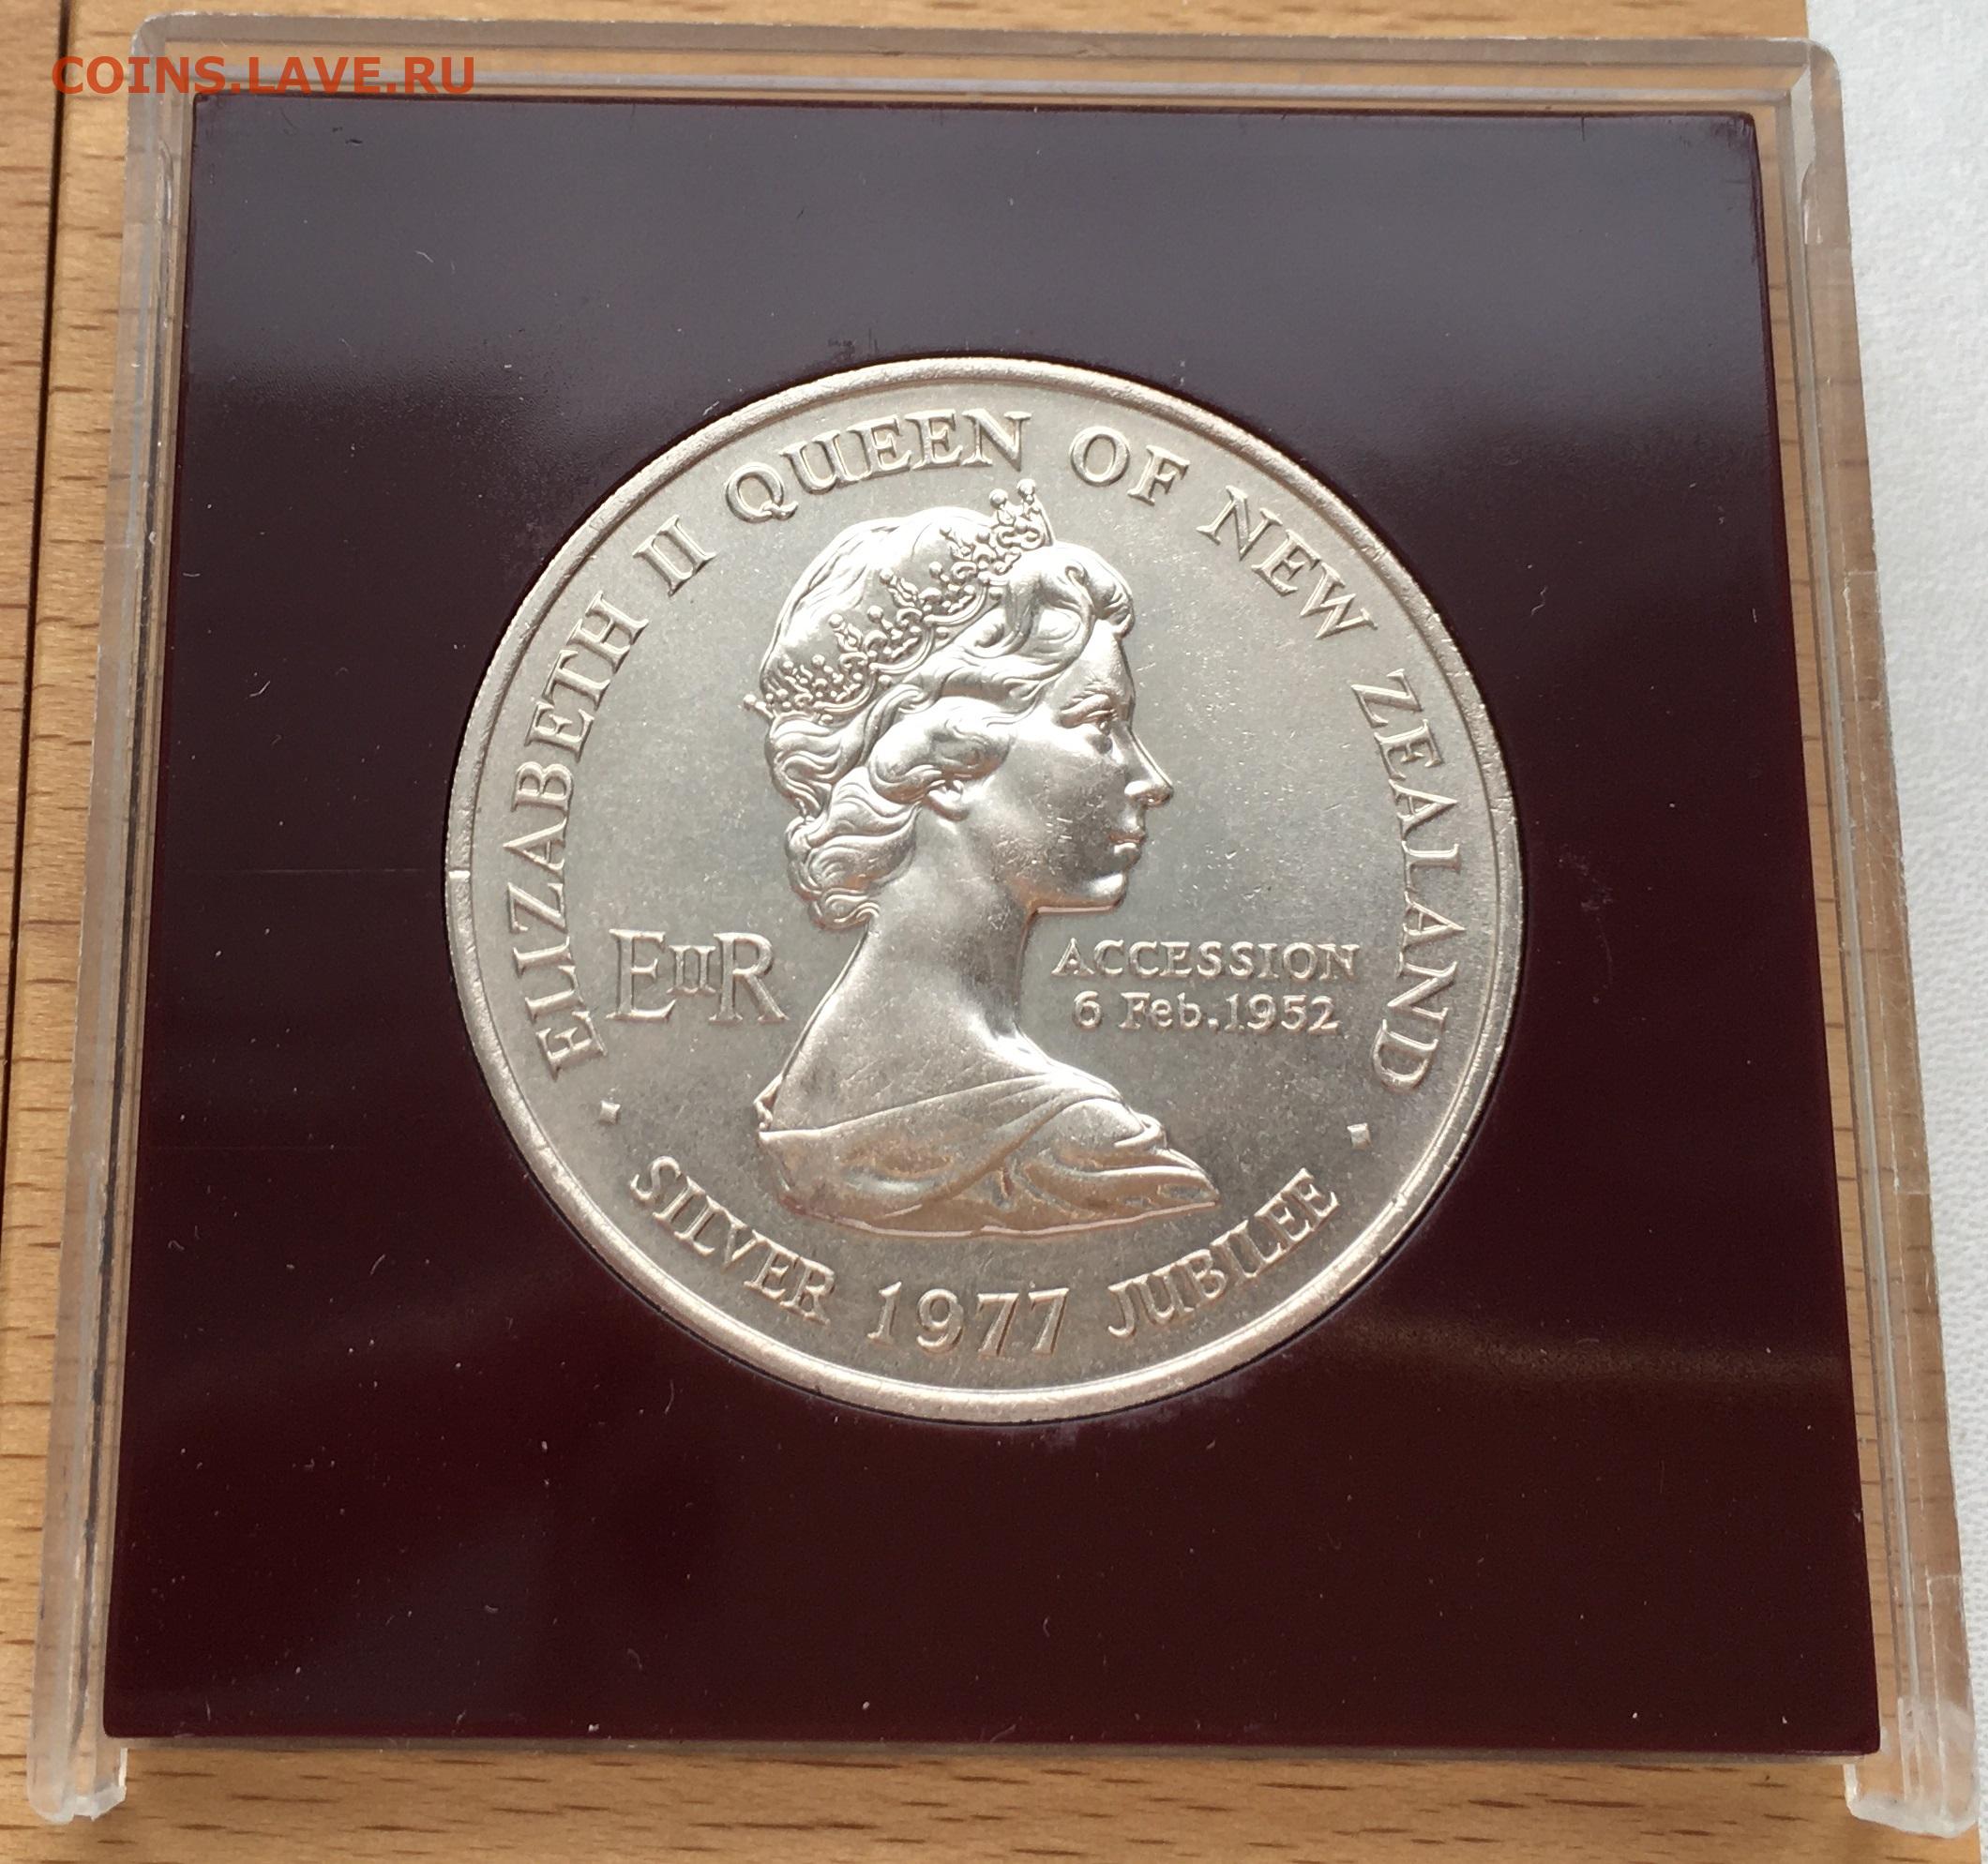 COINS.LAVE.RU
ELIZABETH II QUEEN OF NEW ZEALAND
EIIR
ACCESSION
6 Feb. 1952
· SILVER 1977 JUBILEE ·